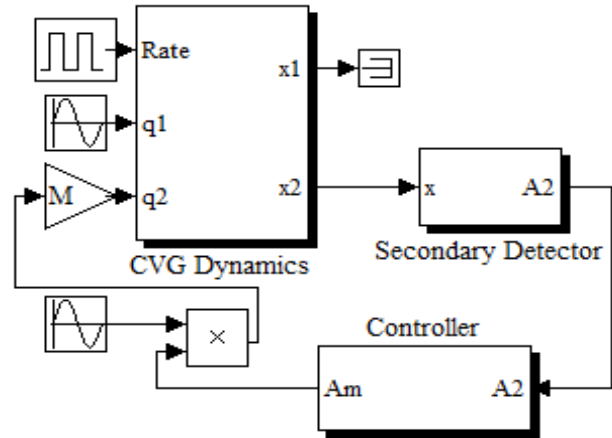 Rate
x1
q1
M
q2
x2
x
A2
CVG Dynamics
Secondary Detector
Controller
×
Am
A2